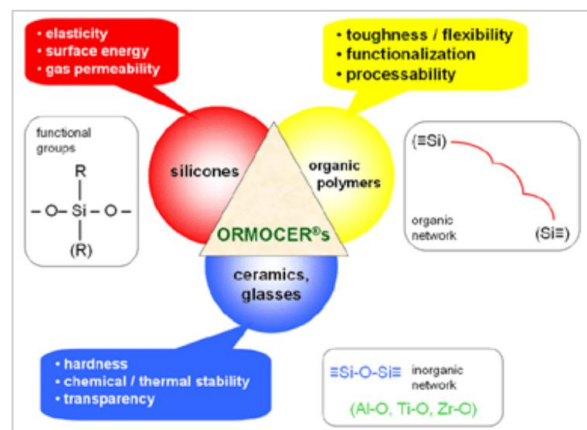 • elasticity
• surface energy
• gas permeability
• toughness / flexibility
• functionalization
• processability
functional
groups
R
– O – Si – O –
(R)
silicones
organic
polymers
ORMOCER®s
ceramics,
glasses
(≡Si)
organic
network
(Si≡)
• hardness
• chemical / thermal stability
• transparency
≡Si-O-Si≡ inorganic
network
(Al-O, Ti-O, Zr-O)